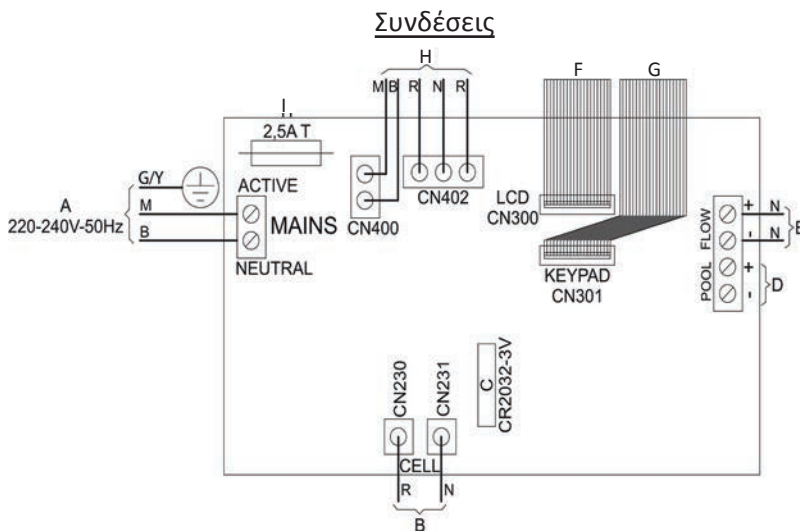 Συνδέσεις
H
F
G
M B R N R
I
2,5A T
G/Y
ACTIVE
A
M
220-240V-50Hz
B
MAINS
NEUTRAL
CN400
CN402
LCD
CN300
KEYPAD
CN301
FLOW
+ N
- N
E
POOL
+
-
D
C
CR2032-3V
CN230
CN231
CELL
R N
B